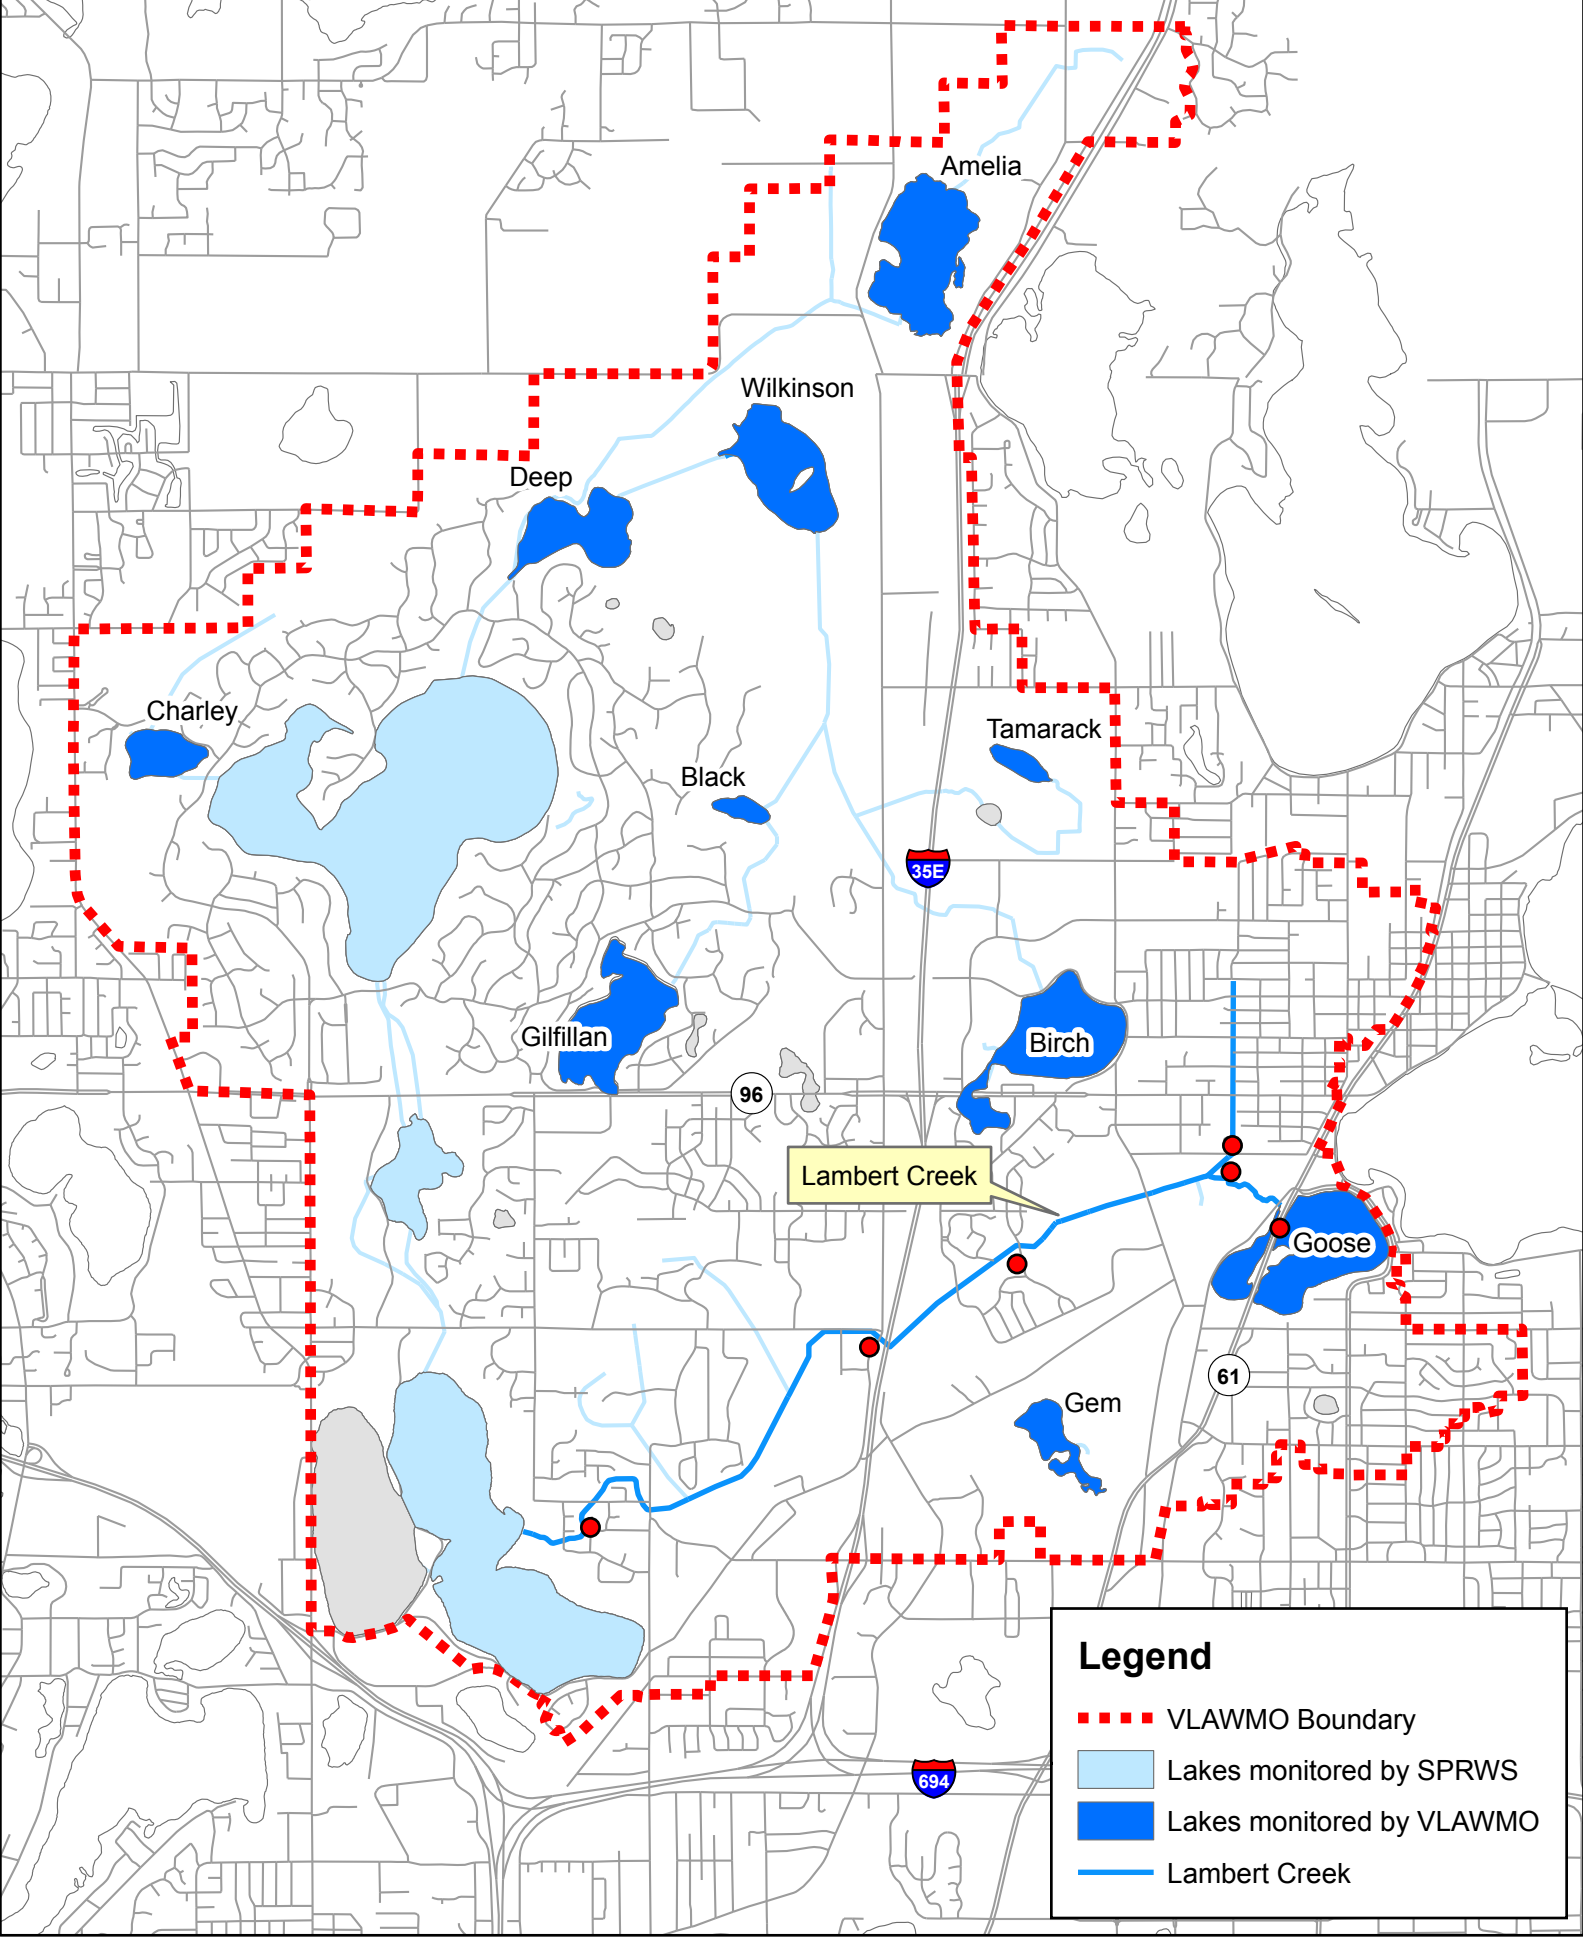 Amelia
Wilkinson
Deep
Charley
Tamarack
Black
35E
Gilfillan
Birch
96
Lambert Creek
Goose
61
Gem
694
Legend
VLAWMO Boundary
Lakes monitored by SPRWS
Lakes monitored by VLAWMO
Lambert Creek